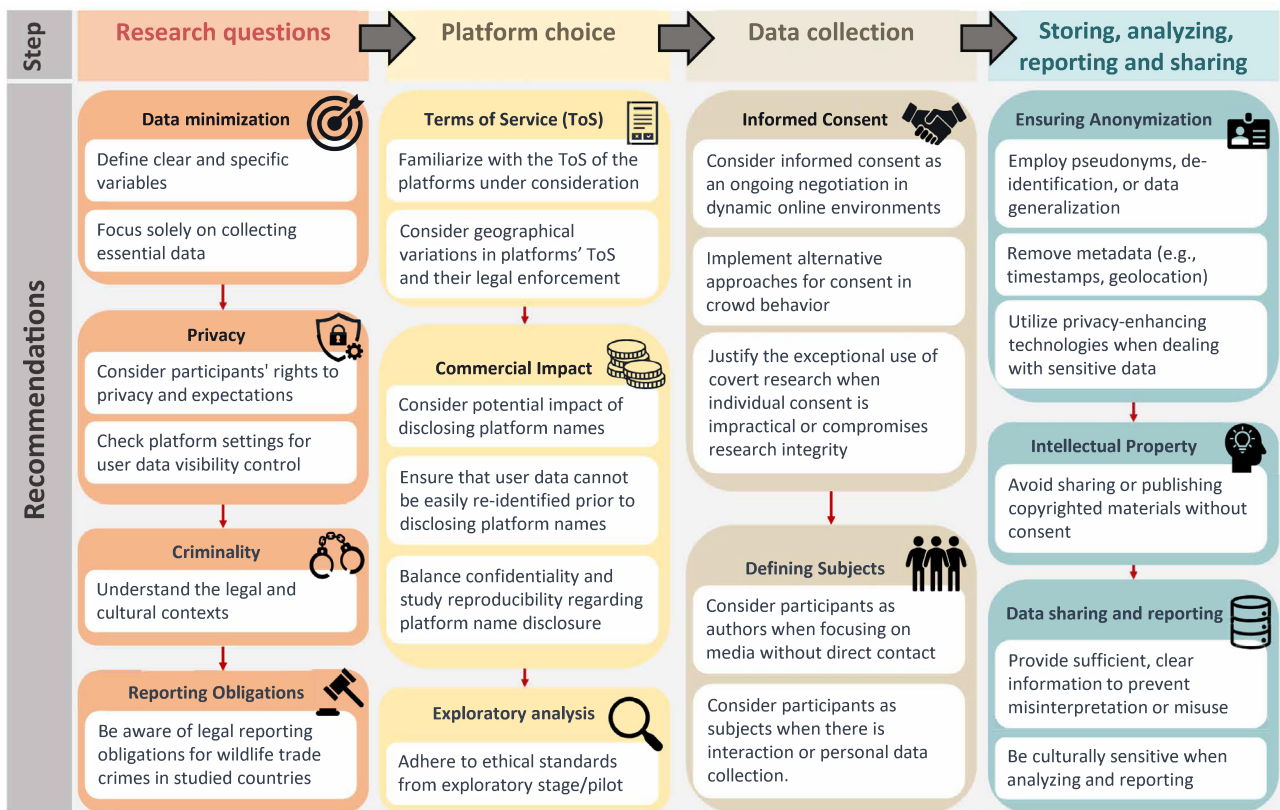 Step
Research questions
Platform choice
Data collection
Storing, analyzing,
reporting and sharing
Recommendations
Data minimization
Define clear and specific
variables
Focus solely on collecting
essential data
Privacy
Consider participants' rights to
privacy and expectations
Check platform settings for
user data visibility control
Criminality
Understand the legal and
cultural contexts
Reporting Obligations
Be aware of legal reporting
obligations for wildlife trade
crimes in studied countries
Terms of Service (ToS)
Familiarize with the ToS of the
platforms under consideration
Consider geographical
variations in platforms’ ToS
and their legal enforcement
Commercial Impact
Consider potential impact of
disclosing platform names
Ensure that user data cannot
be easily re-identified prior to
disclosing platform names
Balance confidentiality and
study reproducibility regarding
platform name disclosure
Exploratory analysis
Adhere to ethical standards
from exploratory stage/pilot
Informed Consent
Consider informed consent as
an ongoing negotiation in
dynamic online environments
Implement alternative
approaches for consent in
crowd behavior
Justify the exceptional use of
covert research when
individual consent is
impractical or compromises
research integrity
Defining Subjects
Consider participants as
authors when focusing on
media without direct contact
Consider participants as
subjects when there is
interaction or personal data
collection.
Ensuring Anonymization
Employ pseudonyms, de-
identification, or data
generalization
Remove metadata (e.g.,
timestamps, geolocation)
Utilize privacy-enhancing
technologies when dealing
with sensitive data
Intellectual Property
Avoid sharing or publishing
copyrighted materials without
consent
Data sharing and reporting
Provide sufficient, clear
information to prevent
misinterpretation or misuse
Be culturally sensitive when
analyzing and reporting